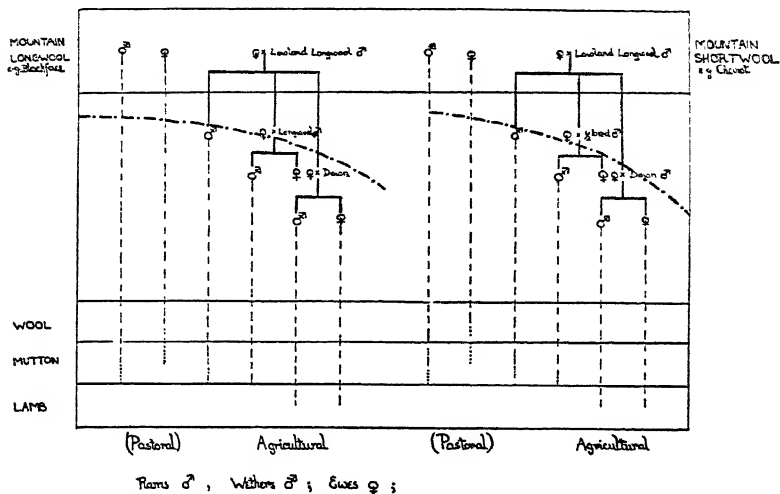 MOUNTAIN
LONGWOOL
e.g Blackface
♀ × Lowland Longwool ♂
♀ × Lowland Longwool ♂
MOUNTAIN
SHORTWOOL
e g Cheviot
♀ × Longwool ♂
♀ × Down
♀ × ybred ♂
♀ × Down ♂
WOOL
MUTTON
LAMB
(Pastoral) Agricultural (Pastoral) Agricultural
Rams ♂ , Wethers ; Ewes ♀ ;